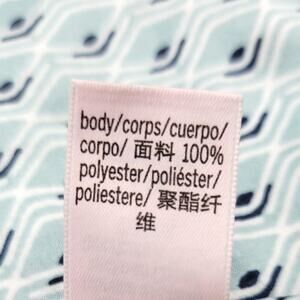 body/corps/cuerpo/
corpo/ 面料 100%
polyester/poliéster/
poliestere/ 聚酯纤
维